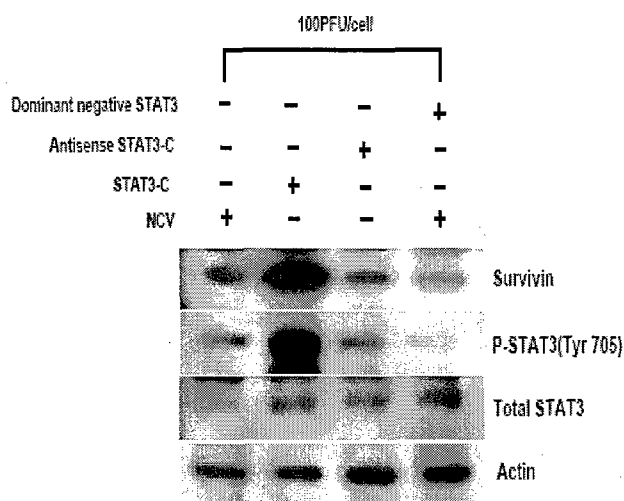 100PFU/cell
Dominant negative STAT3 - - - +
Antisense STAT3-C - - + -
STAT3-C - + - -
NCV + - - +
Survivin
P-STAT3(Tyr 705)
Total STAT3
Actin